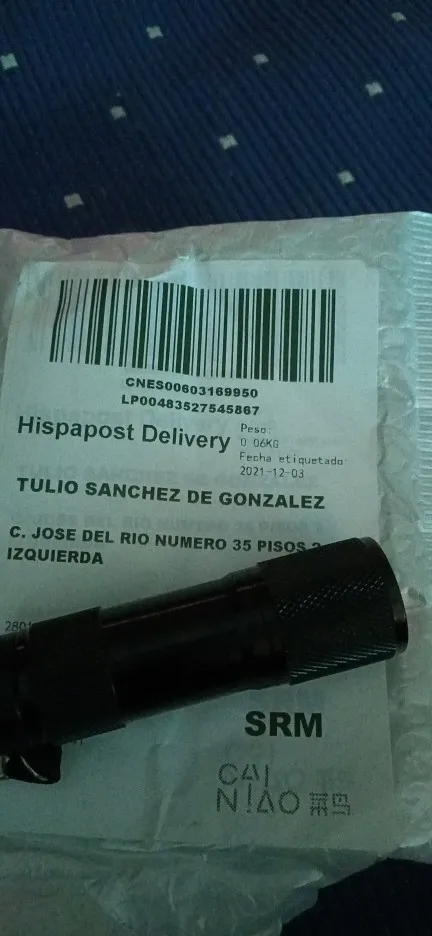 CNES00603169950
LP00483527545867
Hispapost Delivery
Peso:
0.06KG
Fecha etiquetado:
2021-12-03
TULIO SANCHEZ DE GONZALEZ
C. JOSE DEL RIO NUMERO 35 PISOS
IZQUIERDA
SRM
CAI
NIAO 菜鸟